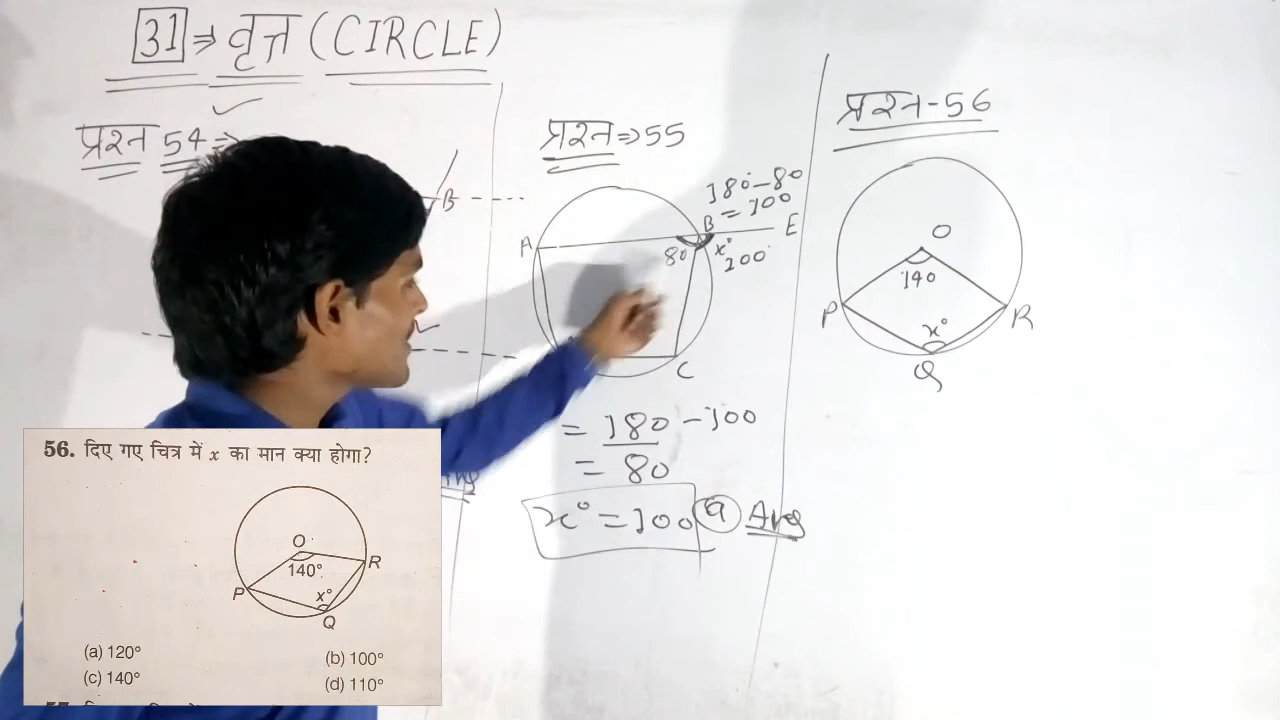 31 ⇒ वृत्त (CIRCLE)
प्रश्न 54 ⇒
B
प्रश्न ⇒ 55
180-80
= 100
A
B
E
80
x°
100
C
= 180 - 100
= 80
x° = 100 a Ans
प्रश्न-56
O
140
P
R
x°
Q
56. दिए गए चित्र में x का मान क्या होगा?
O
140°
R
P
x°
Q
(a) 120°
(b) 100°
(c) 140°
(d) 110°